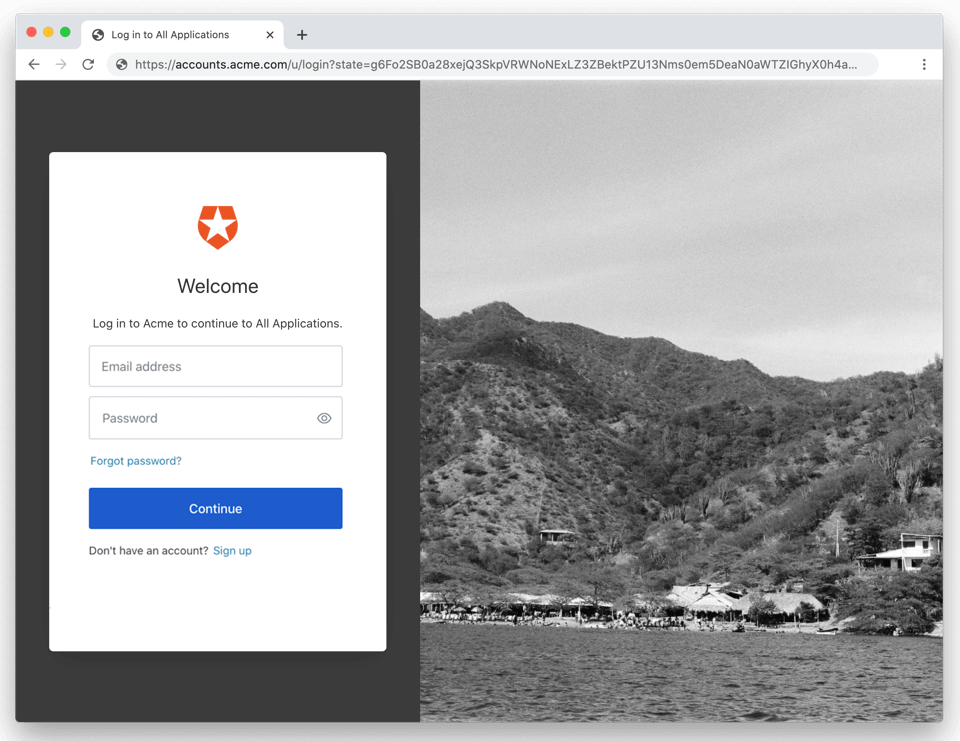 Log in to All Applications
https://accounts.acme.com/u/login?state=g6Fo2SB0a28xejQ3SkpVRWNoNExLZ3ZBektPZU13Nms0em5DeaN0aWTZIGhyX0h4a...
Welcome
Log in to Acme to continue to All Applications.
Email address
Password
Forgot password?
Continue
Don't have an account? Sign up